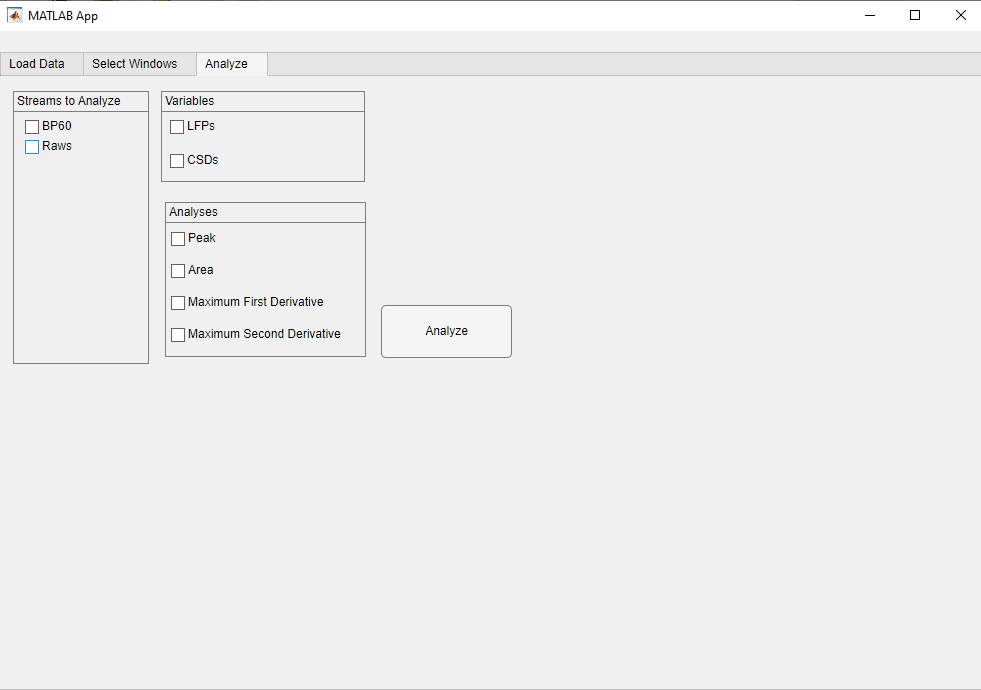 MATLAB App
Load Data
Select Windows
Analyze
Streams to Analyze
BP60
Raws
Variables
LFPs
CSDs
Analyses
Peak
Area
Maximum First Derivative
Maximum Second Derivative
Analyze